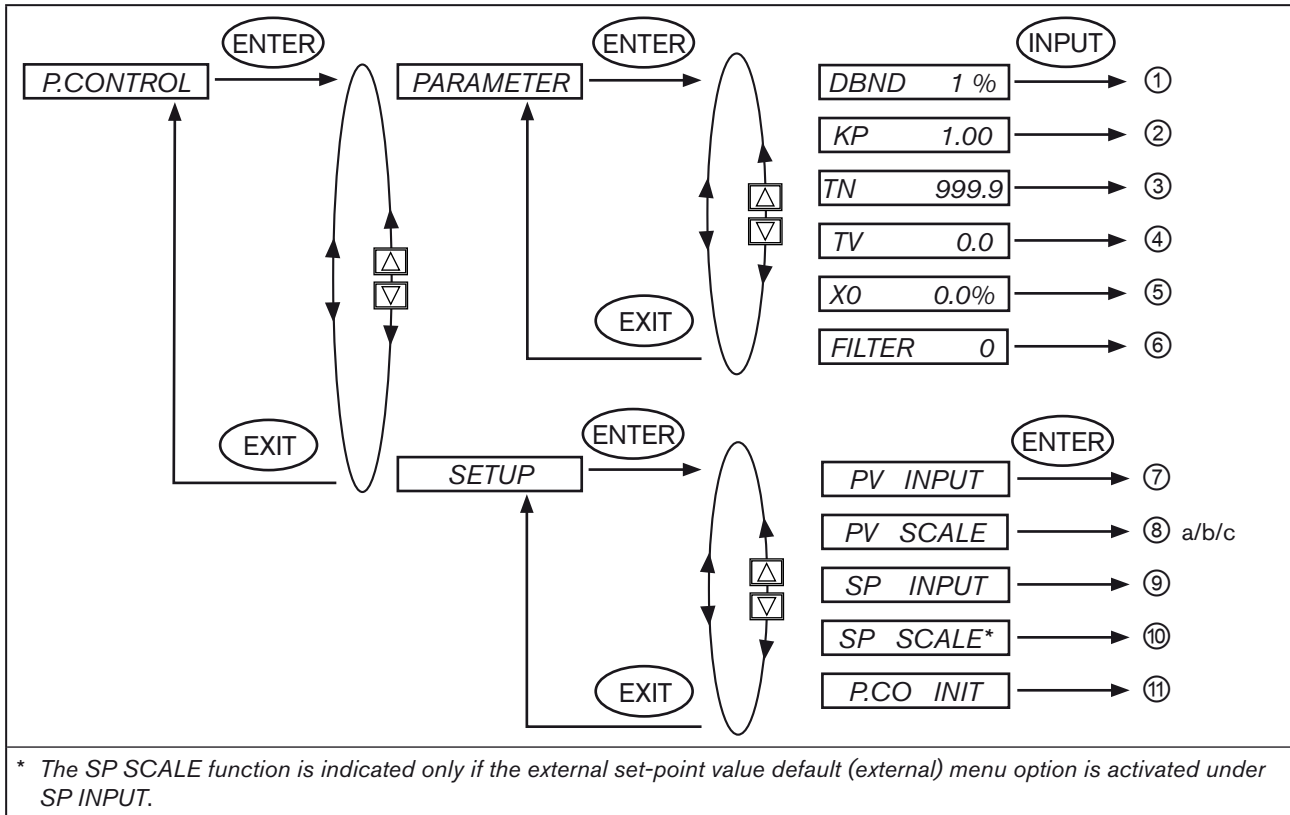 ENTER
ENTER
INPUT
P.CONTROL
PARAMETER
DBND 1 %
①
KP 1.00
②
TN 999.9
③
TV 0.0
④
X0 0.0%
⑤
FILTER 0
⑥
EXIT
EXIT
ENTER
ENTER
SETUP
PV INPUT
⑦
PV SCALE
⑧ a/b/c
SP INPUT
⑨
SP SCALE*
⑩
P.CO INIT
⑪
EXIT
* The SP SCALE function is indicated only if the external set-point value default (external) menu option is activated under
SP INPUT.